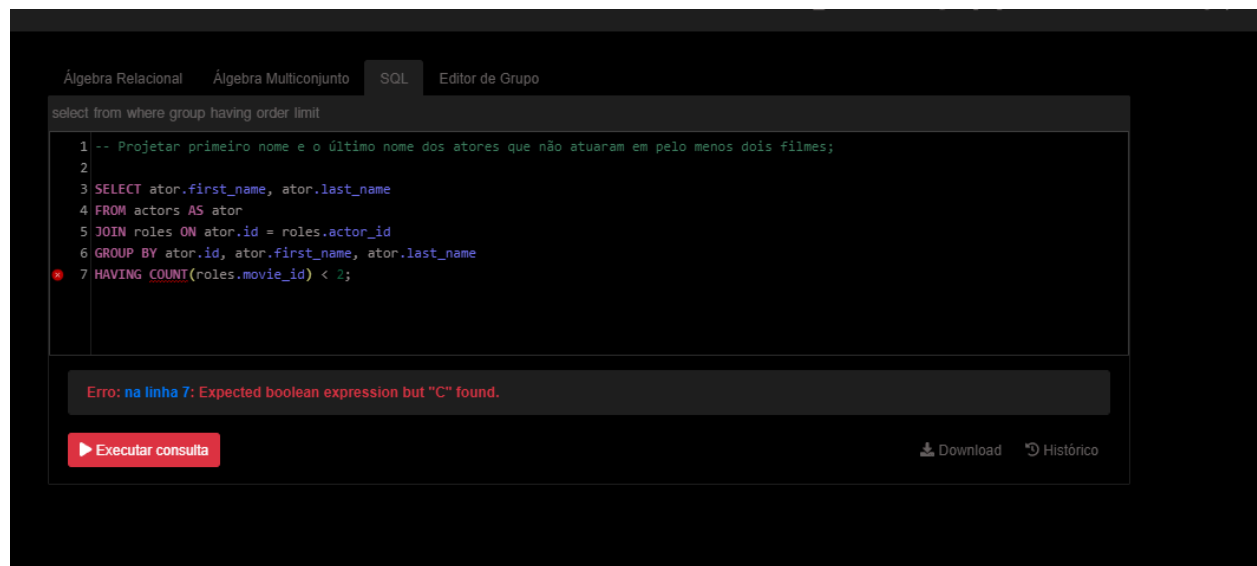 Álgebra Relacional Álgebra Multiconjunto SQL Editor de Grupo
select from where group having order limit
1 -- Projetar primeiro nome e o último nome dos atores que não atuaram em pelo menos dois filmes;
2
3 SELECT ator.first_name, ator.last_name
4 FROM actors AS ator
5 JOIN roles ON ator.id = roles.actor_id
6 GROUP BY ator.id, ator.first_name, ator.last_name
7 HAVING COUNT(roles.movie_id) < 2;
Erro: na linha 7: Expected boolean expression but "C" found.
Executar consulta Download Histórico